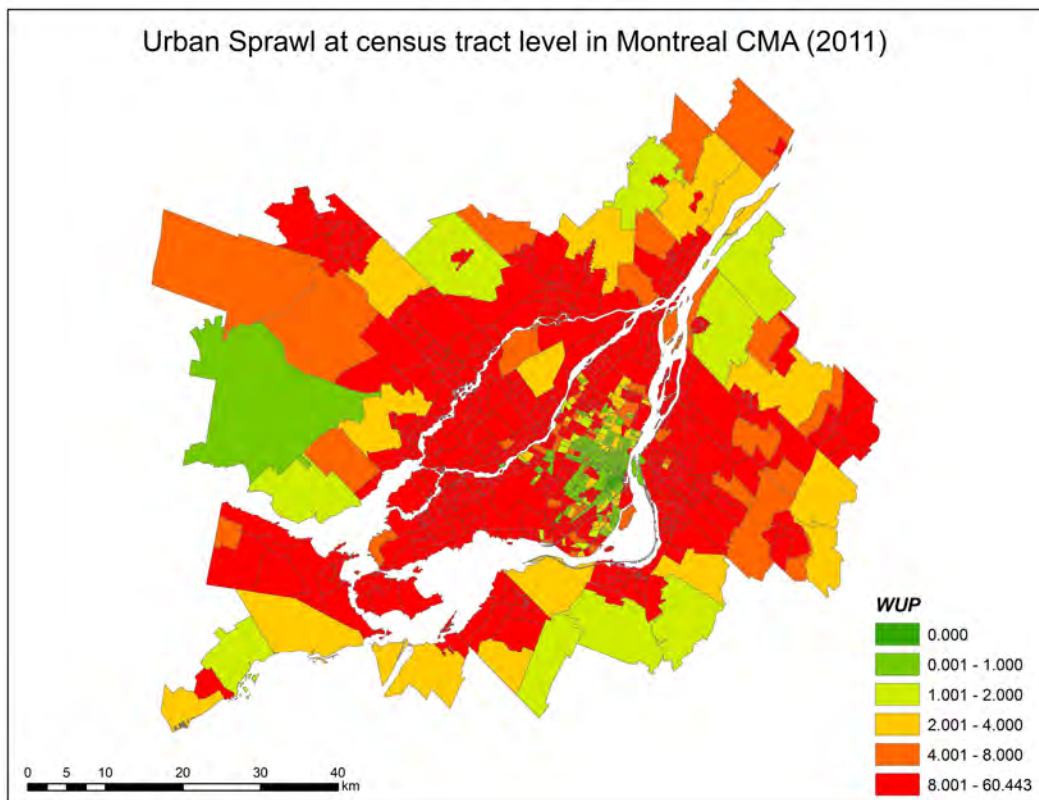 Urban Sprawl at census tract level in Montreal CMA (2011)
WUP
0.000
0.001 - 1.000
1.001 - 2.000
2.001 - 4.000
4.001 - 8.000
8.001 - 60.443
0 5 10 20 30 40
km